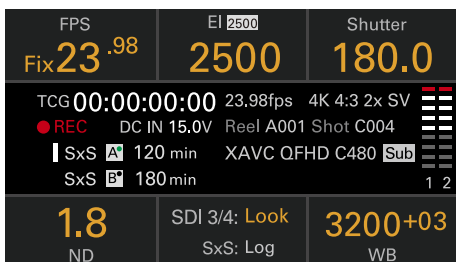 FPS EI 2500 Shutter
Fix23.98 2500 180.0
TCG 00:00:00:00 23.98fps 4K 4:3 2x SV
REC DC IN 15.0V Reel A001 Shot C004
SxS A 120 min XAVC QFHD C480 Sub
SxS B 180 min 1 2
1.8 SDI 3/4: Look 3200+03
ND SxS: Log WB